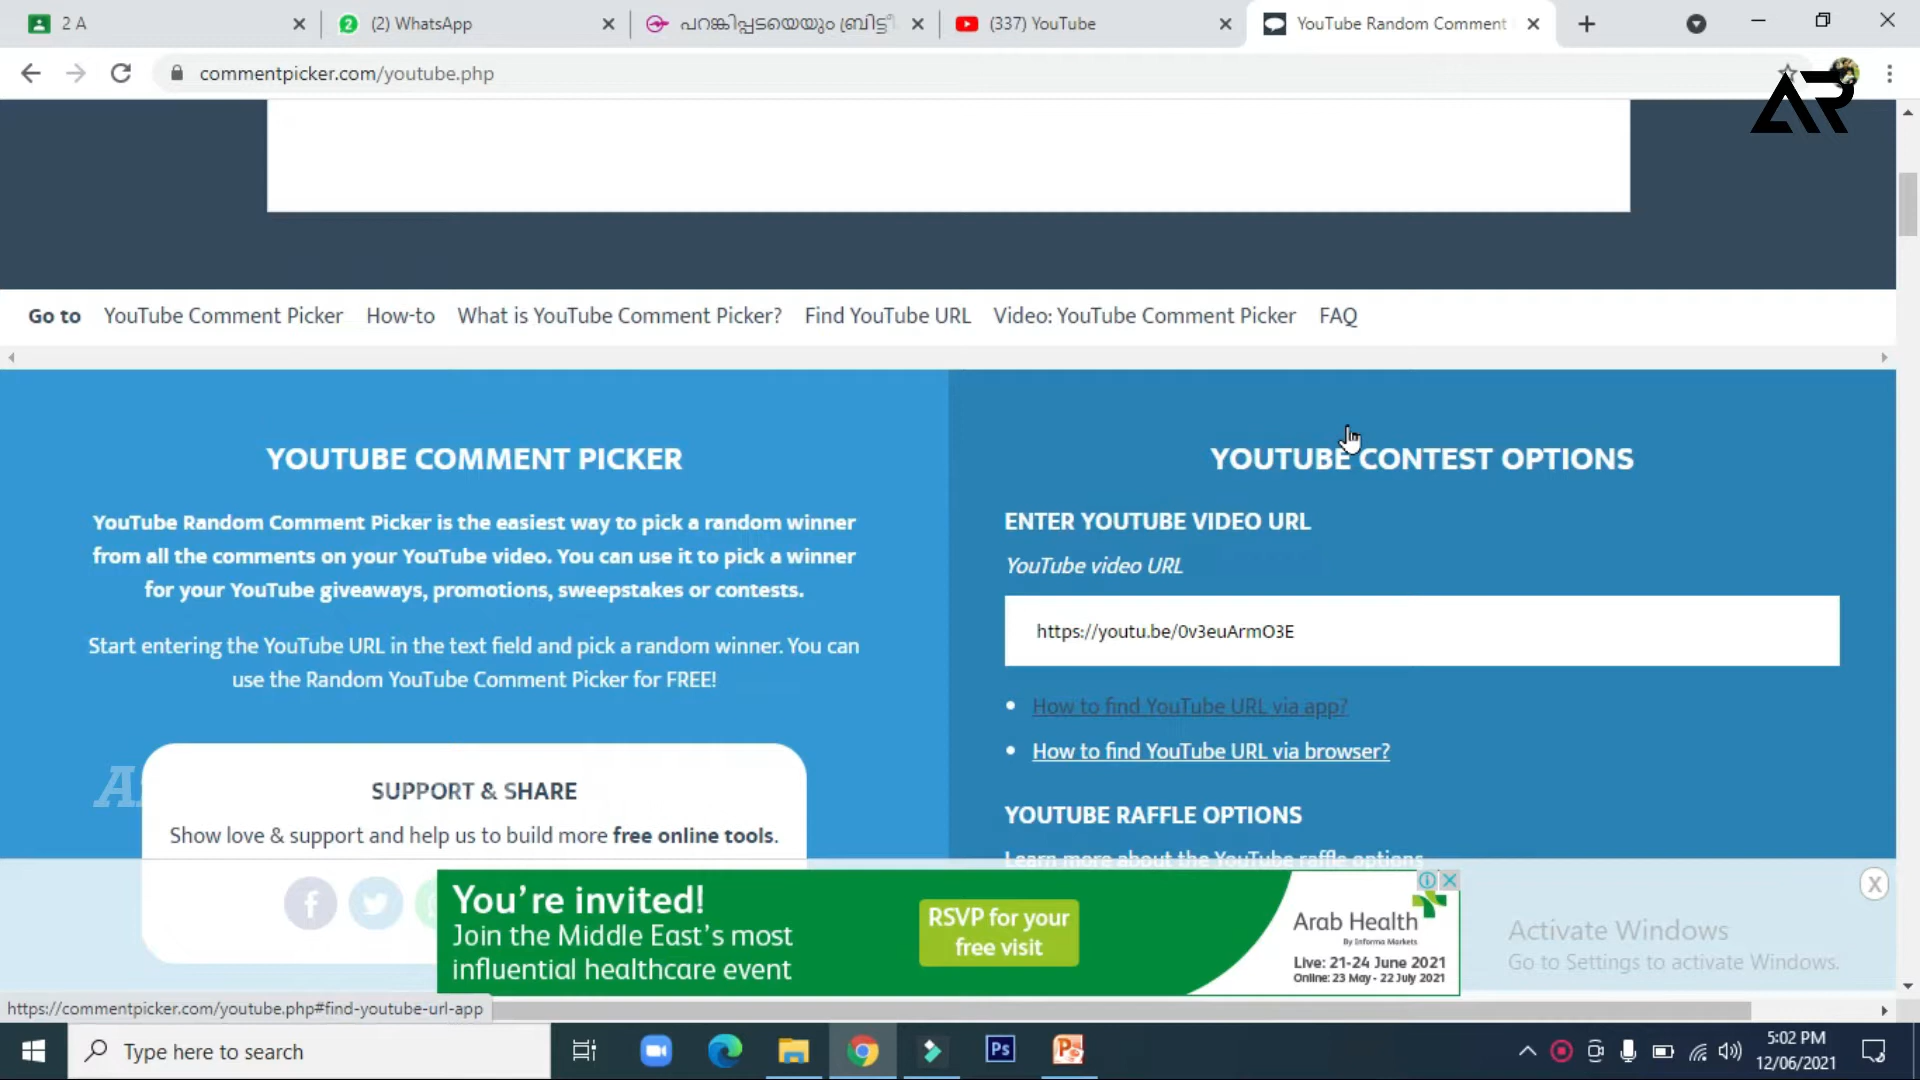 2 A
(2) WhatsApp
പറങ്കിപ്പടയെയും ബ്രിട്ടീ
(337) YouTube
YouTube Random Comment
commentpicker.com/youtube.php
AR
Go to YouTube Comment Picker How-to What is YouTube Comment Picker? Find YouTube URL Video: YouTube Comment Picker FAQ
YOUTUBE COMMENT PICKER
YouTube Random Comment Picker is the easiest way to pick a random winner
from all the comments on your YouTube video. You can use it to pick a winner
for your YouTube giveaways, promotions, sweepstakes or contests.
Start entering the YouTube URL in the text field and pick a random winner. You can
use the Random YouTube Comment Picker for FREE!
SUPPORT & SHARE
Show love & support and help us to build more free online tools.
YOUTUBE CONTEST OPTIONS
ENTER YOUTUBE VIDEO URL
YouTube video URL
https://youtu.be/0v3euArmO3E
How to find YouTube URL via app?
How to find YouTube URL via browser?
YOUTUBE RAFFLE OPTIONS
Learn more about the YouTube raffle options
You're invited!
Join the Middle East's most
influential healthcare event
RSVP for your
free visit
Arab Health
By Informa Markets
Live: 21-24 June 2021
Online: 23 May - 22 July 2021
X
Activate Windows
Go to Settings to activate Windows.
https://commentpicker.com/youtube.php#find-youtube-url-app
Type here to search
Ps
5:02 PM
12/06/2021